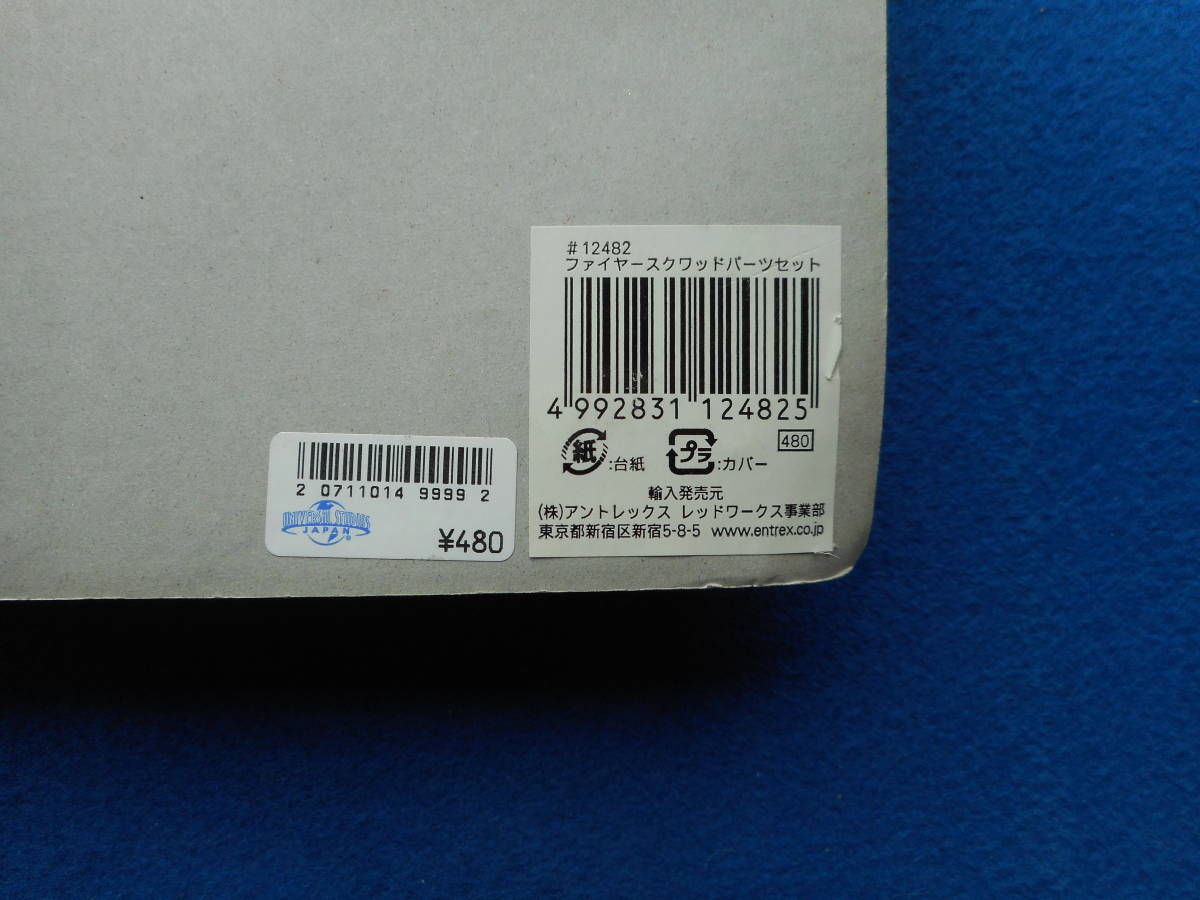 #12482
ファイヤースクワッドパーツセット
4 992831 124825
紙:台紙 プラ:カバー 480
輸入発売元
(株)アントレックス レッドワークス事業部
東京都新宿区新宿5-8-5 www.entrex.co.jp
2 0711014 9999 2
UNIVERSAL STUDIOS
JAPAN®
¥480